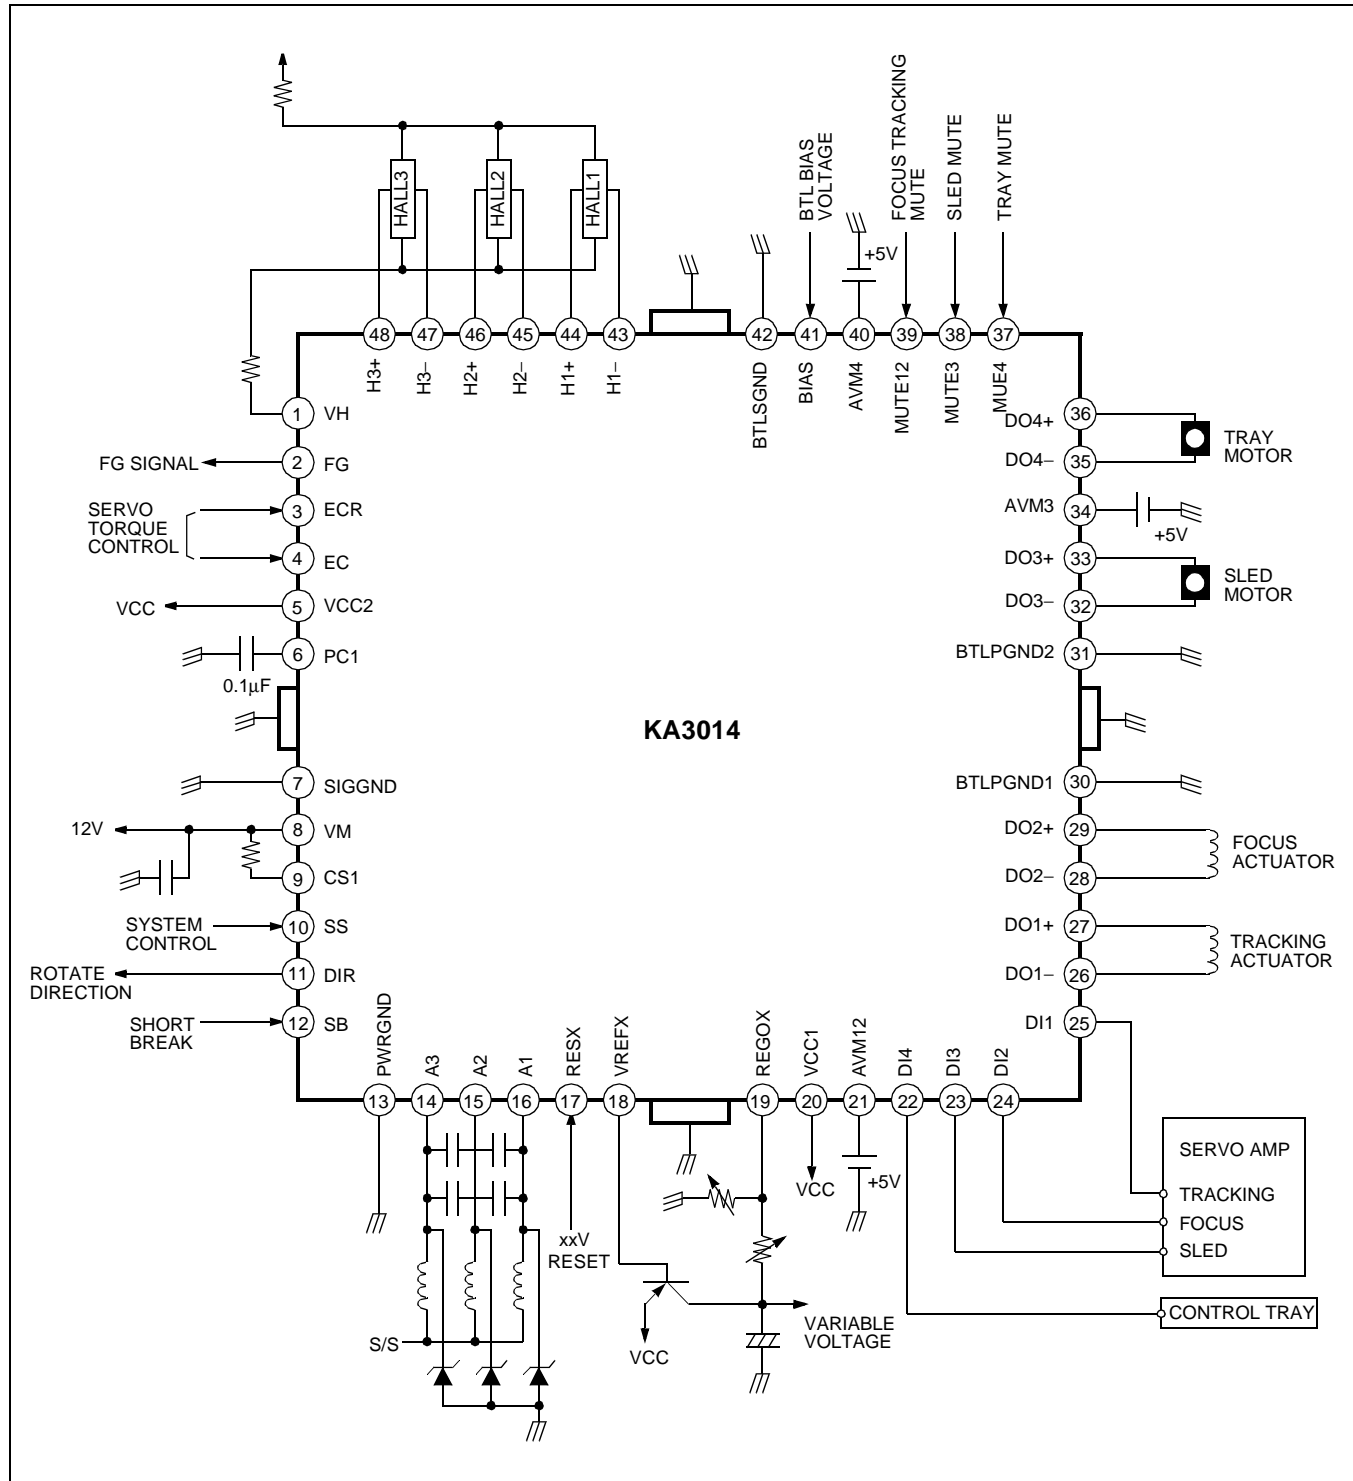 HALL3
HALL2
HALL1
BTL BIAS
VOLTAGE
FOCUS TRACKING
MUTE
SLED MUTE
TRAY MUTE
+5V
48
47
46
45
44
43
42
41
40
39
38
37
H3+
H3−
H2+
H2−
H1+
H1−
BTLSGND
BIAS
AVM4
MUTE12
MUTE3
MUE4
1
VH
FG SIGNAL
2
FG
SERVO
TORQUE
CONTROL
3
ECR
4
EC
VCC
5
VCC2
6
PC1
0.1µF
7
SIGGND
12V
8
VM
9
CS1
SYSTEM
CONTROL
10
SS
ROTATE
DIRECTION
11
DIR
SHORT
BREAK
12
SB
KA3014
DO4+
36
DO4−
35
TRAY
MOTOR
AVM3
34
+5V
DO3+
33
DO3−
32
SLED
MOTOR
BTLPGND2
31
BTLPGND1
30
DO2+
29
DO2−
28
FOCUS
ACTUATOR
DO1+
27
DO1−
26
TRACKING
ACTUATOR
DI1
25
PWRGND
A3
A2
A1
RESX
VREFX
REGOX
VCC1
AVM12
DI4
DI3
DI2
13
14
15
16
17
18
19
20
21
22
23
24
xxV
RESET
VCC
+5V
S/S
VCC
VARIABLE
VOLTAGE
SERVO AMP
TRACKING
FOCUS
SLED
CONTROL TRAY